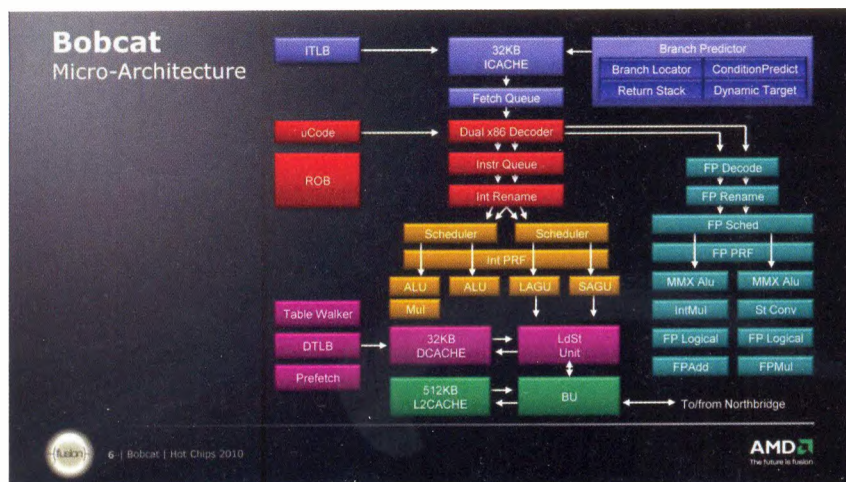 Bobcat
Micro-Architecture
ITLB
32KB
ICACHE
Branch Predictor
Branch Locator
ConditionPredict
Return Stack
Dynamic Target
Fetch Queue
uCode
Dual x86 Decoder
ROB
Instr Queue
Int Rename
FP Decode
FP Rename
FP Sched
FP PRF
Scheduler
Scheduler
Int PRF
ALU
ALU
LAGU
SAGU
Mul
MMX Alu
MMX Alu
IntMul
St Conv
FP Logical
FP Logical
FPAdd
FPMul
Table Walker
DTLB
Prefetch
32KB
DCACHE
LdSt
Unit
512KB
L2CACHE
BU
To/from Northbridge
fusion
6 | Bobcat | Hot Chips 2010
AMD
The future is fusion